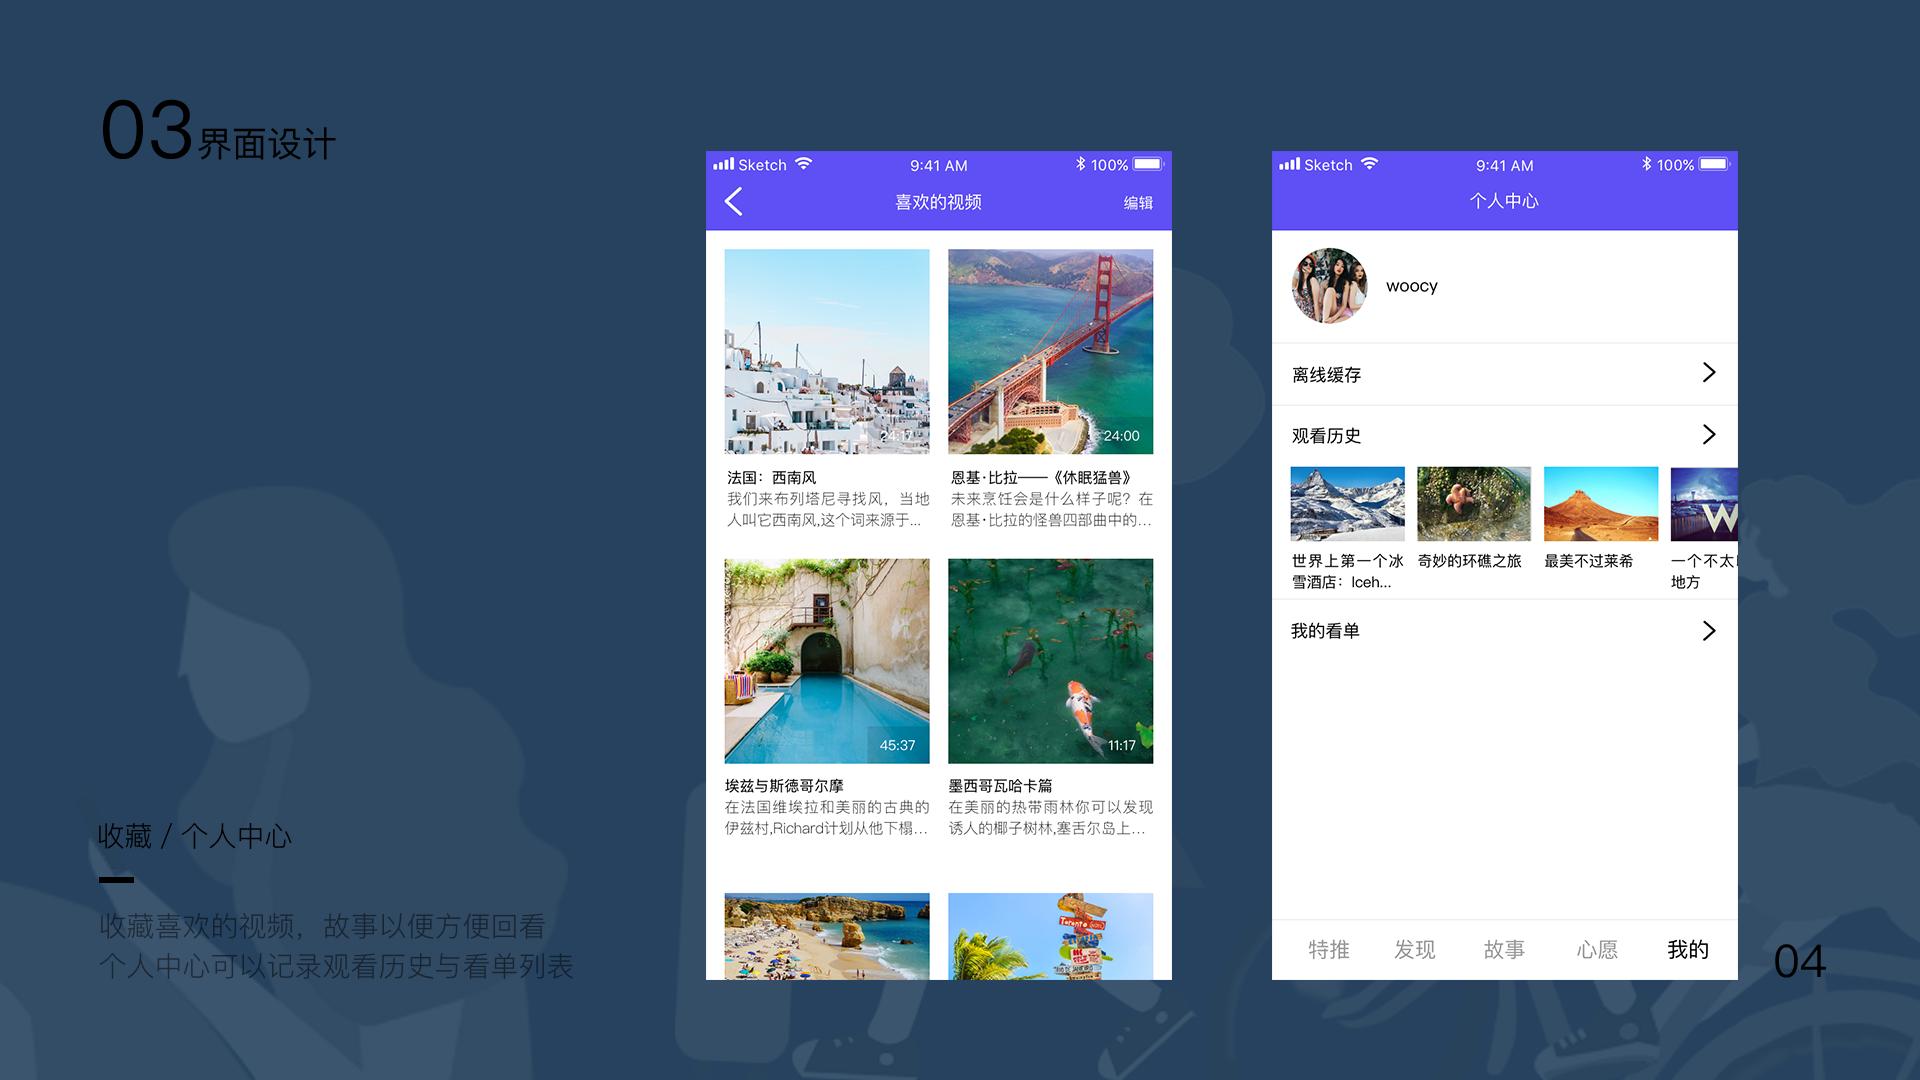 03 界面设计
收藏 / 个人中心
收藏喜欢的视频，故事以便方便回看
个人中心可以记录观看历史与看单列表
Sketch 9:41 AM 100%
喜欢的视频 编辑
24:17
24:00
法国：西南风
我们来布列塔尼寻找风，当地
人叫它西南风,这个词来源于...
恩基·比拉——《休眠猛兽》
未来烹饪会是什么样子呢？在
恩基·比拉的怪兽四部曲中的...
45:37
11:17
埃兹与斯德哥尔摩
在法国维埃拉和美丽的古典的
伊兹村,Richard计划从他下榻...
墨西哥瓦哈卡篇
在美丽的热带雨林你可以发现
诱人的椰子树林,塞舌尔岛上...
Sketch 9:41 AM 100%
个人中心
woocy
离线缓存
观看历史
世界上第一个冰
雪酒店：Iceh...
奇妙的环礁之旅
最美不过莱希
W
一个不太
地方
我的看单
特推 发现 故事 心愿 我的
04